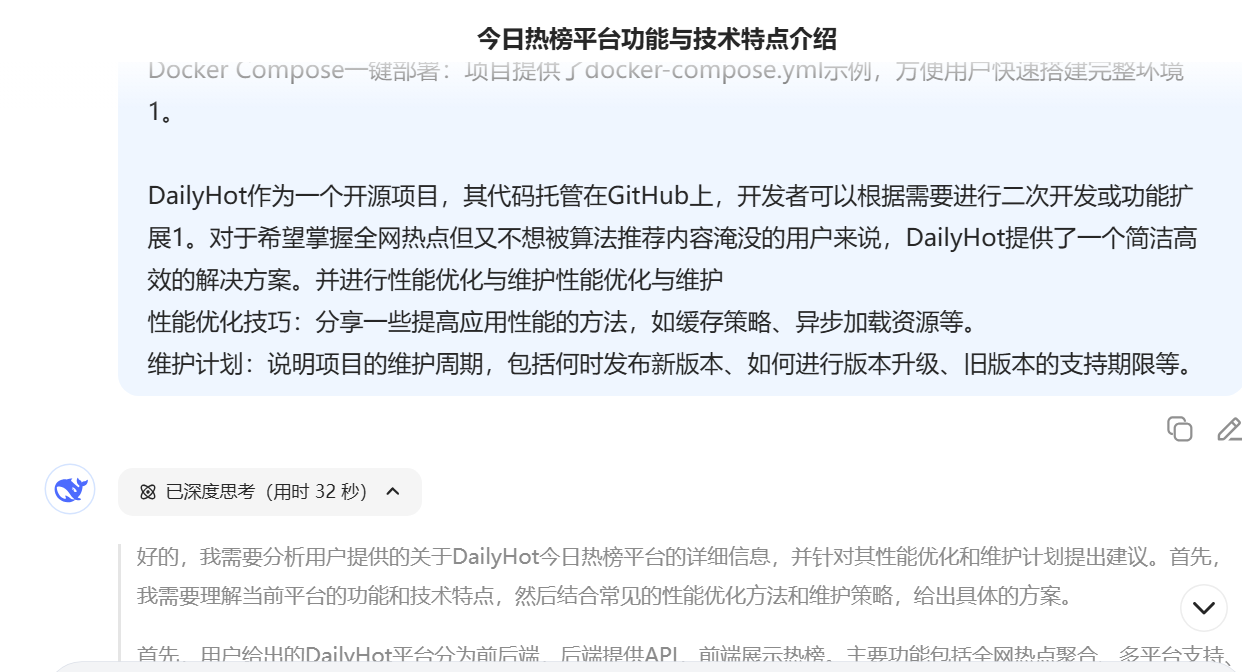 今日热榜平台功能与技术特点介绍
Docker Compose一键部署：项目提供了docker-compose.yml示例，方便用户快速搭建完整环境
1。
DailyHot作为一个开源项目，其代码托管在GitHub上，开发者可以根据需要进行二次开发或功能扩
展1。对于希望掌握全网热点但又不想被算法推荐内容淹没的用户来说，DailyHot提供了一个简洁高
效的解决方案。并进行性能优化与维护性能优化与维护
性能优化技巧：分享一些提高应用性能的方法，如缓存策略、异步加载资源等。
维护计划：说明项目的维护周期，包括何时发布新版本、如何进行版本升级、旧版本的支持期限等。
已深度思考（用时 32 秒）
好的，我需要分析用户提供的关于DailyHot今日热榜平台的详细信息，并针对其性能优化和维护计划提出建议。首先，
我需要理解当前平台的功能和技术特点，然后结合常见的性能优化方法和维护策略，给出具体的方案。
首先，用户给出的DailyHot平台分为前后端，后端提供API，前端展示热榜。主要功能包括全网热点聚合、多平台支持、